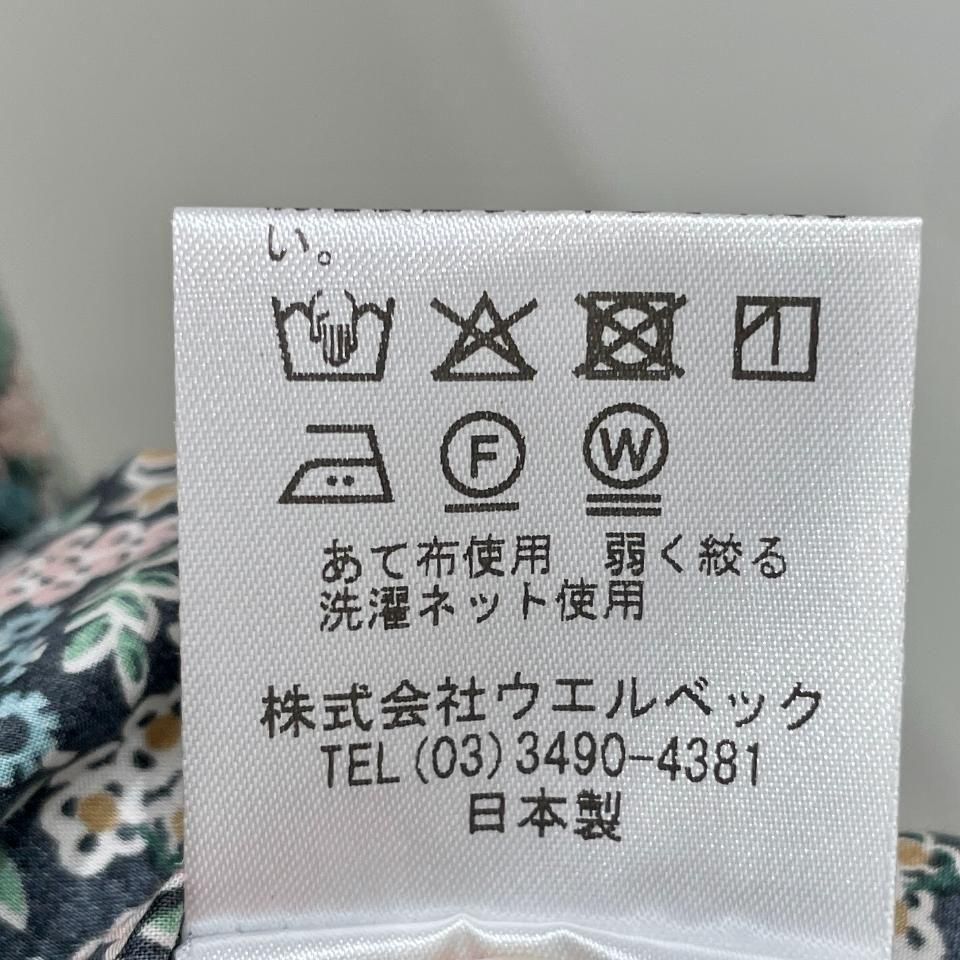 い。
F W
あて布使用 弱く絞る
洗濯ネット使用
株式会社ウエルベック
TEL(03)3490-4381
日本製